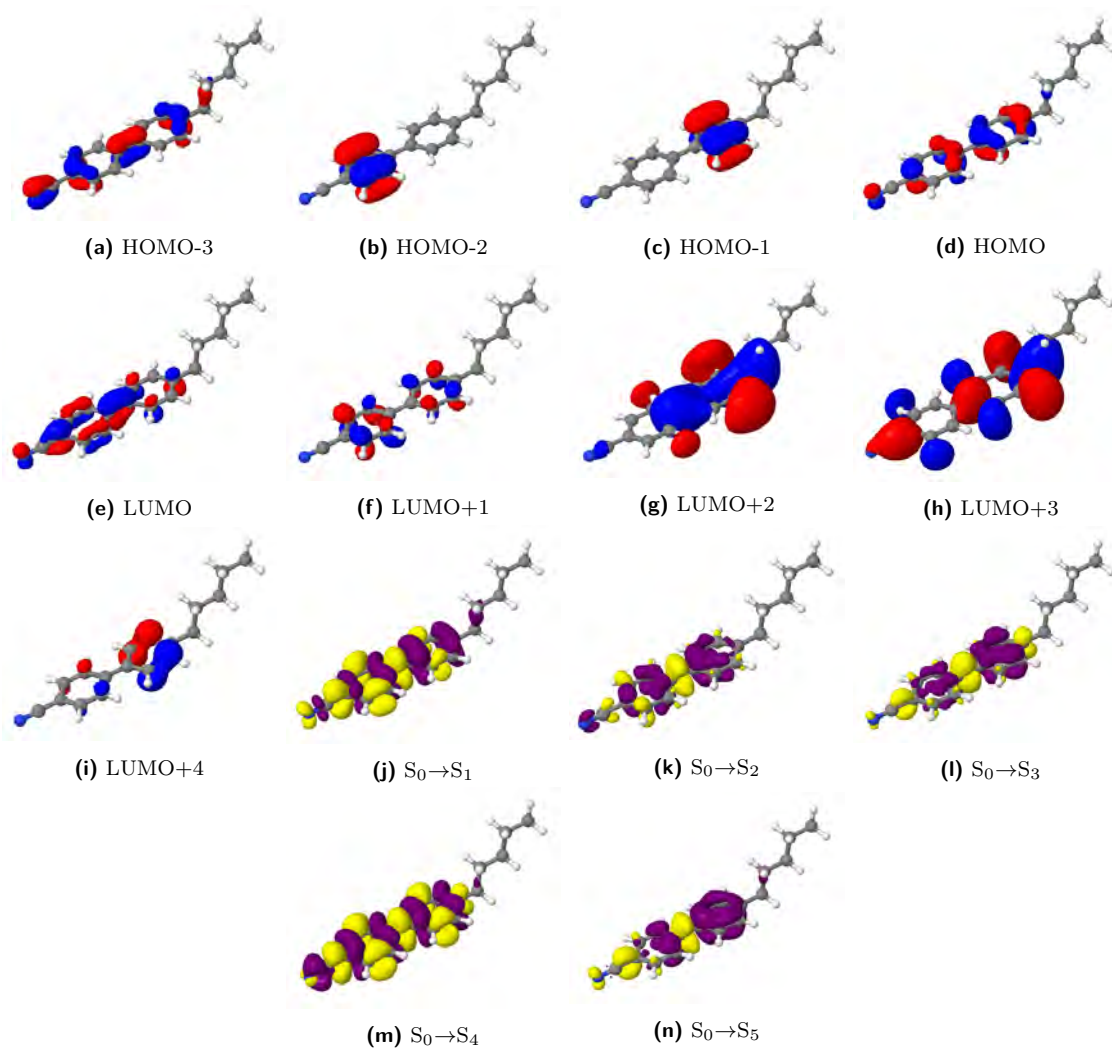 (a) HOMO-3
(b) HOMO-2
(c) HOMO-1
(d) HOMO
(e) LUMO
(f) LUMO+1
(g) LUMO+2
(h) LUMO+3
(i) LUMO+4
(j) S₀→S₁
(k) S₀→S₂
(l) S₀→S₃
(m) S₀→S₄
(n) S₀→S₅